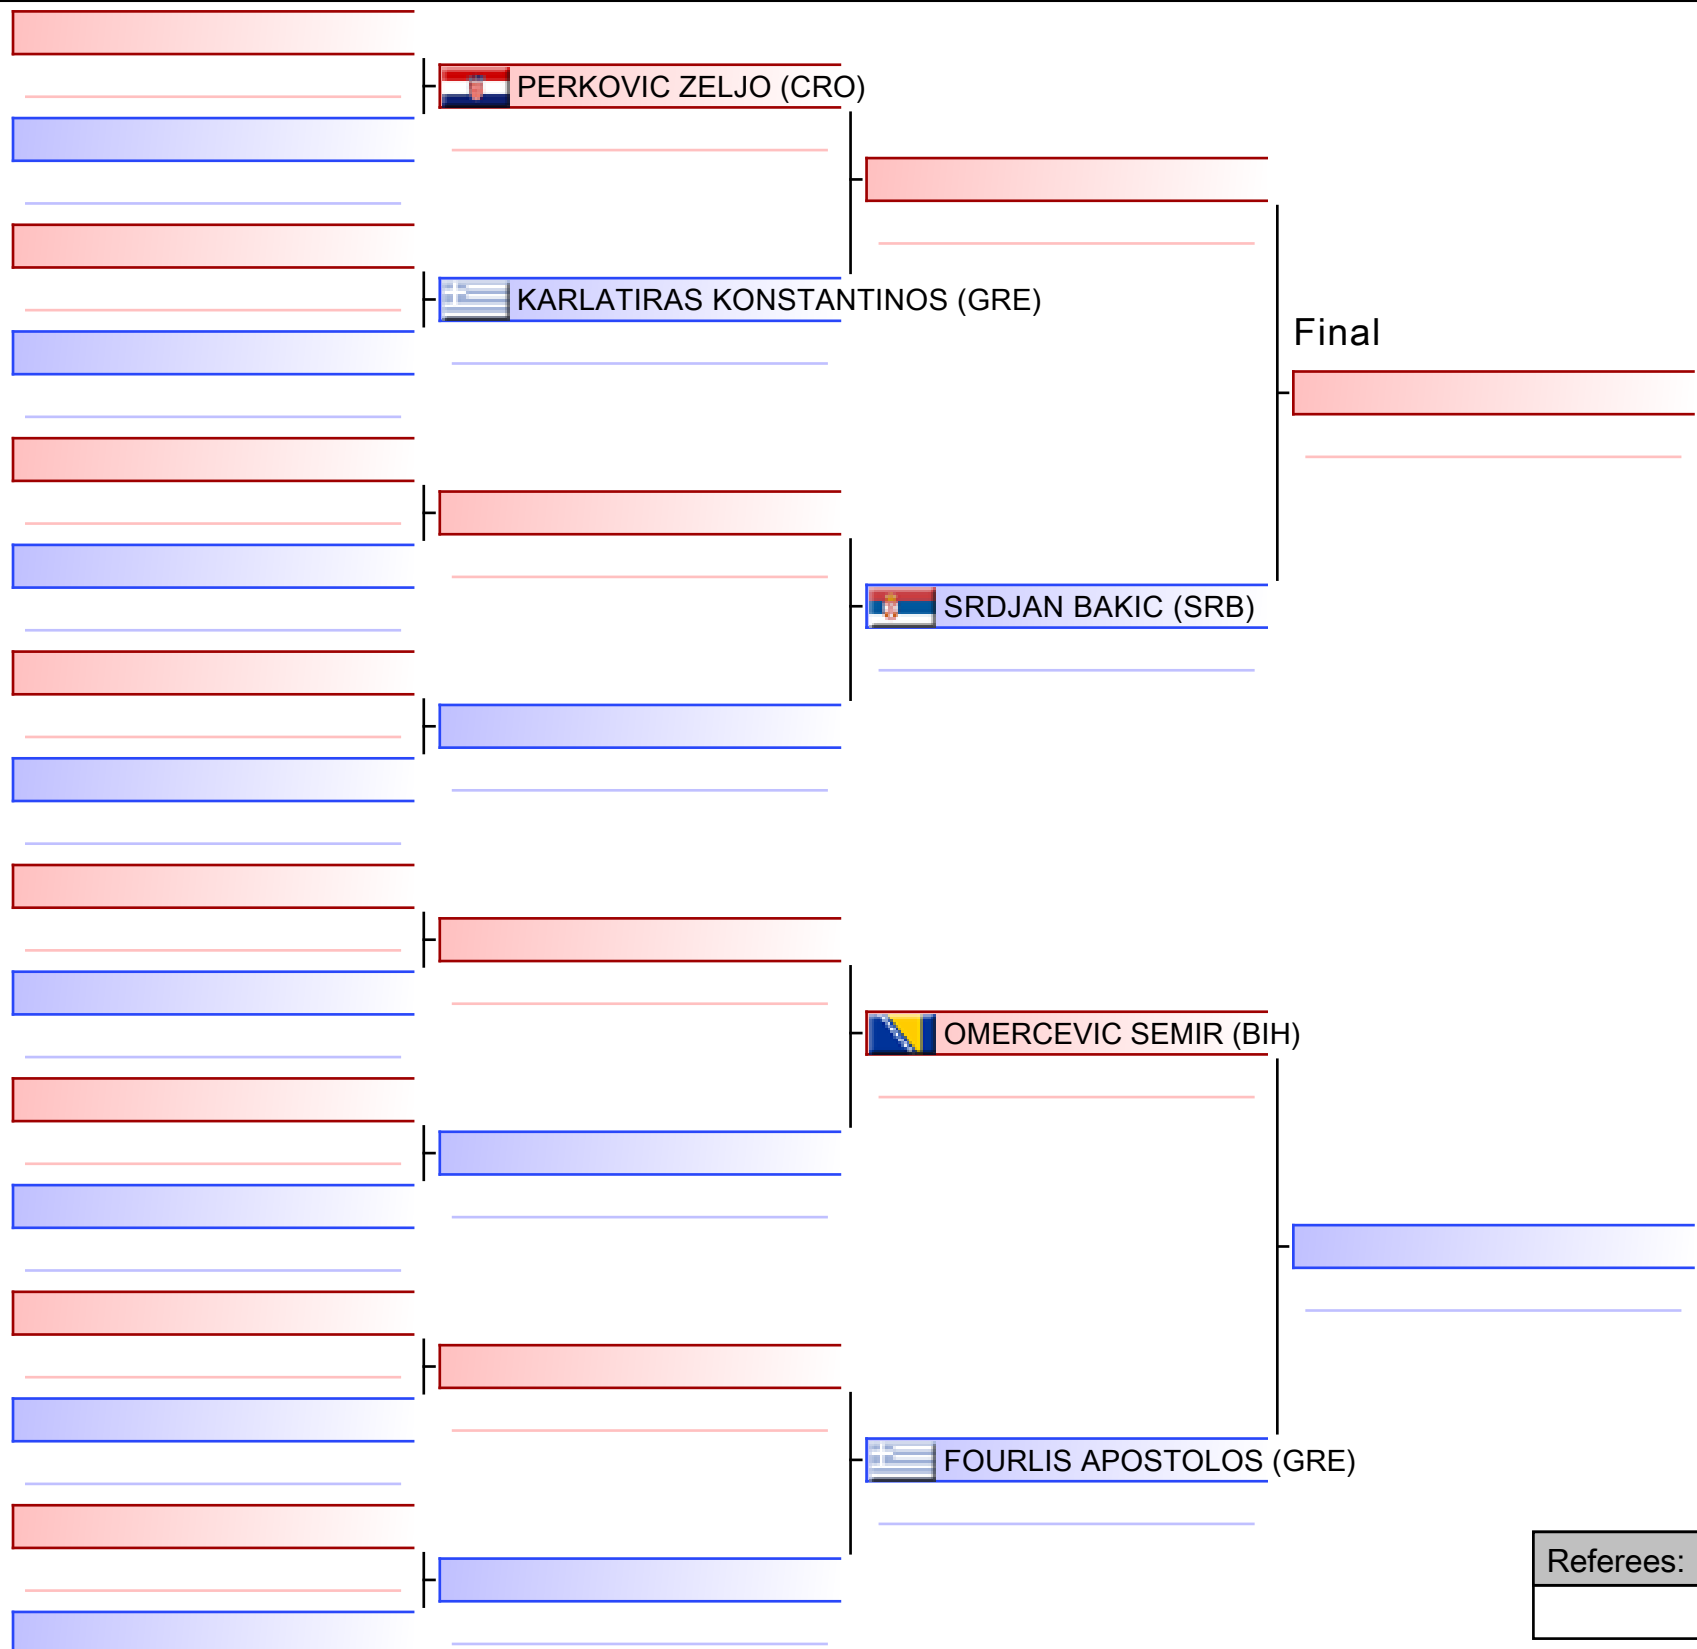 PERKOVIC ZELJO (CRO)
KARLATIRAS KONSTANTINOS (GRE)
Final
SRDJAN BAKIC (SRB)
OMERCEVIC SEMIR (BIH)
FOURLIS APOSTOLOS (GRE)
Referees: